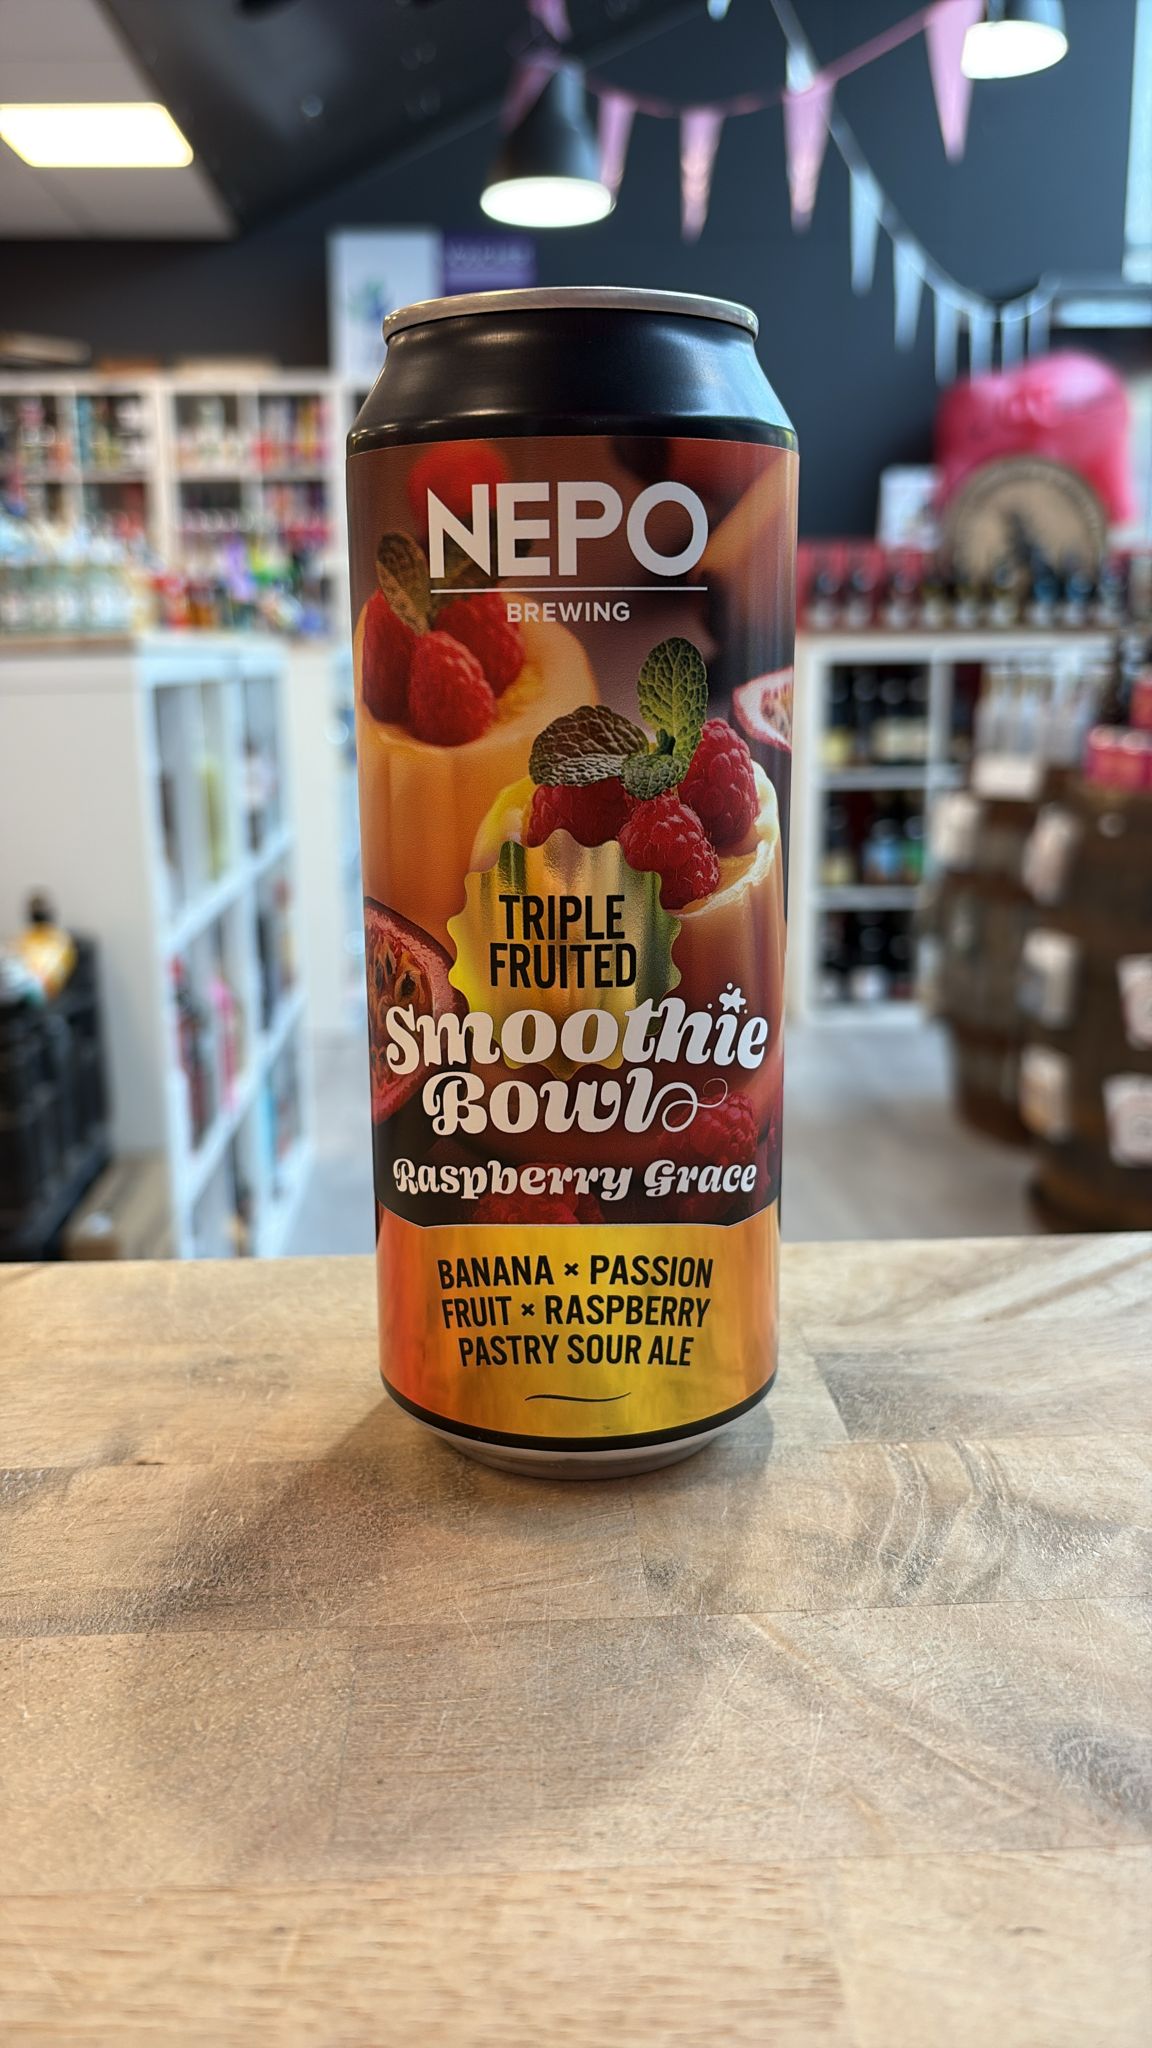 NEPO
BREWING
TRIPLE
FRUITED
Smoothie
Bowl
Raspberry Grace
BANANA × PASSION
FRUIT × RASPBERRY
PASTRY SOUR ALE